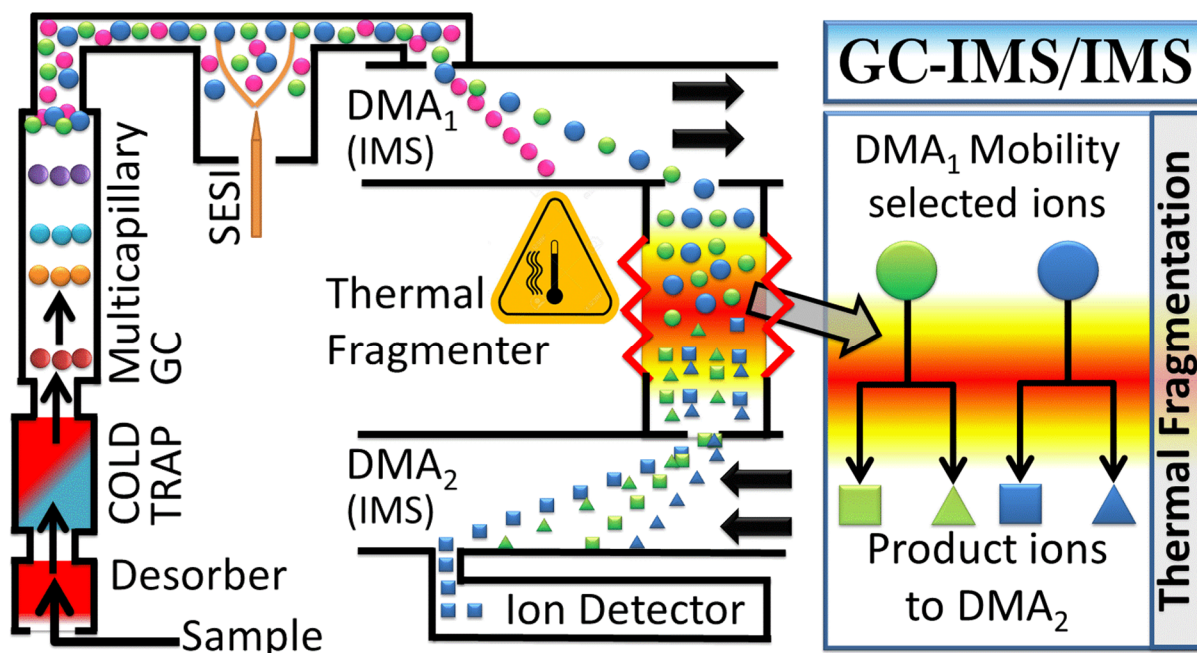 GC-IMS/IMS
DMA₁
(IMS)
Multicapillary
GC
SESI
Thermal
Fragmenter
COLD
TRAP
DMA₂
(IMS)
Desorber
Sample
Ion Detector
DMA₁ Mobility
selected ions
Product ions
to DMA₂
Thermal Fragmentation